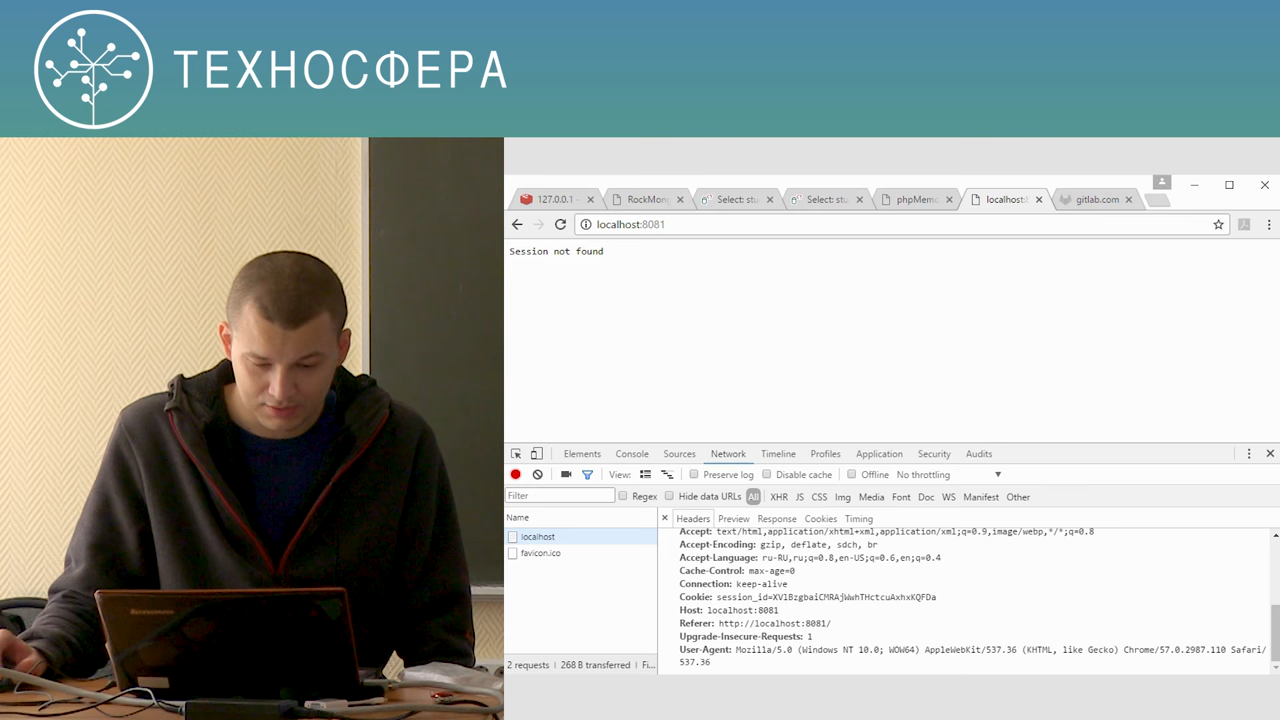 ТЕХНОСФЕРА
127.0.0.1 -
RockMong
Select: stu
Select: stu
phpMemc
localhost:
gitlab.com
localhost:8081
Session not found
Elements Console Sources Network Timeline Profiles Application Security Audits
View: Preserve log Disable cache Offline No throttling
Filter Regex Hide data URLs All XHR JS CSS Img Media Font Doc WS Manifest Other
Name
localhost
favicon.ico
2 requests | 268 B transferred | Fi...
Headers Preview Response Cookies Timing
Accept: text/html,application/xhtml+xml,application/xml;q=0.9,image/webp,*/*;q=0.8
Accept-Encoding: gzip, deflate, sdch, br
Accept-Language: ru-RU,ru;q=0.8,en-US;q=0.6,en;q=0.4
Cache-Control: max-age=0
Connection: keep-alive
Cookie: session_id=XVlBzgbaiCMRAjWwhTHctcuAxhxKQFDa
Host: localhost:8081
Referer: http://localhost:8081/
Upgrade-Insecure-Requests: 1
User-Agent: Mozilla/5.0 (Windows NT 10.0; WOW64) AppleWebKit/537.36 (KHTML, like Gecko) Chrome/57.0.2987.110 Safari/
537.36